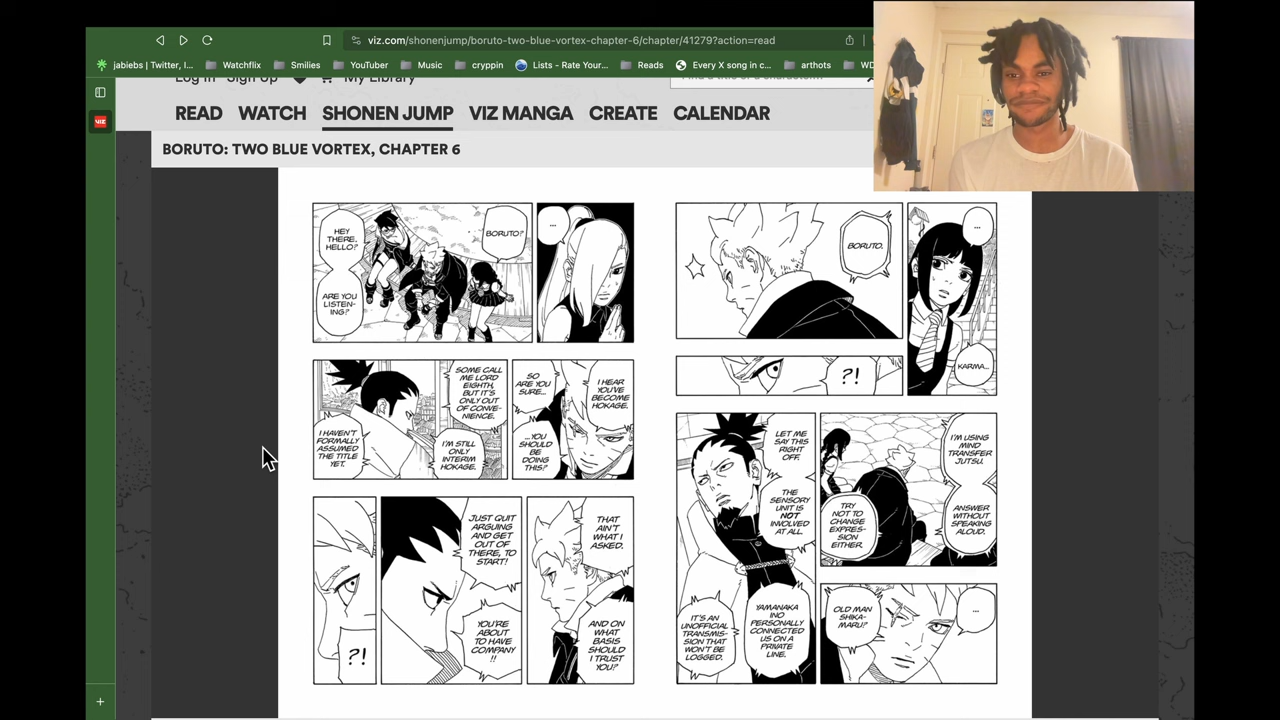 viz.com/shonenjump/boruto-two-blue-vortex-chapter-6/chapter/41279?action=read
jabiebs | Twitter, I...
Watchflix
Smilies
YouTuber
Music
cryppin
Lists - Rate Your...
Reads
Every X song in c...
arthots
WD
VIZ
Log In
Sign Up
My Library
Find a title or a character...
READ
WATCH
SHONEN JUMP
VIZ MANGA
CREATE
CALENDAR
BORUTO: TWO BLUE VORTEX, CHAPTER 6
...
KARMA...
BORUTO.
?!
I'M USING
MIND
TRANSFER
JUTSU.
ANSWER
WITHOUT
SPEAKING
ALOUD.
TRY
NOT TO
CHANGE
EXPRES-
SION
EITHER.
LET ME
SAY THIS
RIGHT
OFF.
THE
SENSORY
UNIT IS
NOT
INVOLVED
AT ALL.
YAMANAKA
INO
PERSONALLY
CONNECTED
US ON A
PRIVATE
LINE.
IT'S AN
UNOFFICIAL
TRANSMIS-
SION THAT
WON'T BE
LOGGED.
...
OLD MAN
SHIKA-
MARU?
...
BORUTO?
HEY
THERE,
HELLO?
ARE YOU
LISTEN-
ING?
I HEAR
YOU'VE
BECOME
HOKAGE.
SO
ARE YOU
SURE...
...YOU
SHOULD
BE
DOING
THIS?
SOME CALL
ME LORD
EIGHTH,
BUT IT'S
ONLY OUT
OF CONVE-
NIENCE.
I'M STILL
ONLY
INTERIM
HOKAGE.
I HAVEN'T
FORMALLY
ASSUMED
THE TITLE
YET.
THAT
AIN'T
WHAT I
ASKED.
AND ON
WHAT
BASIS
SHOULD
I TRUST
YOU?
JUST QUIT
ARGUING
AND GET
OUT OF
THERE, TO
START!
YOU'RE
ABOUT
TO HAVE
COMPANY
!!
?!